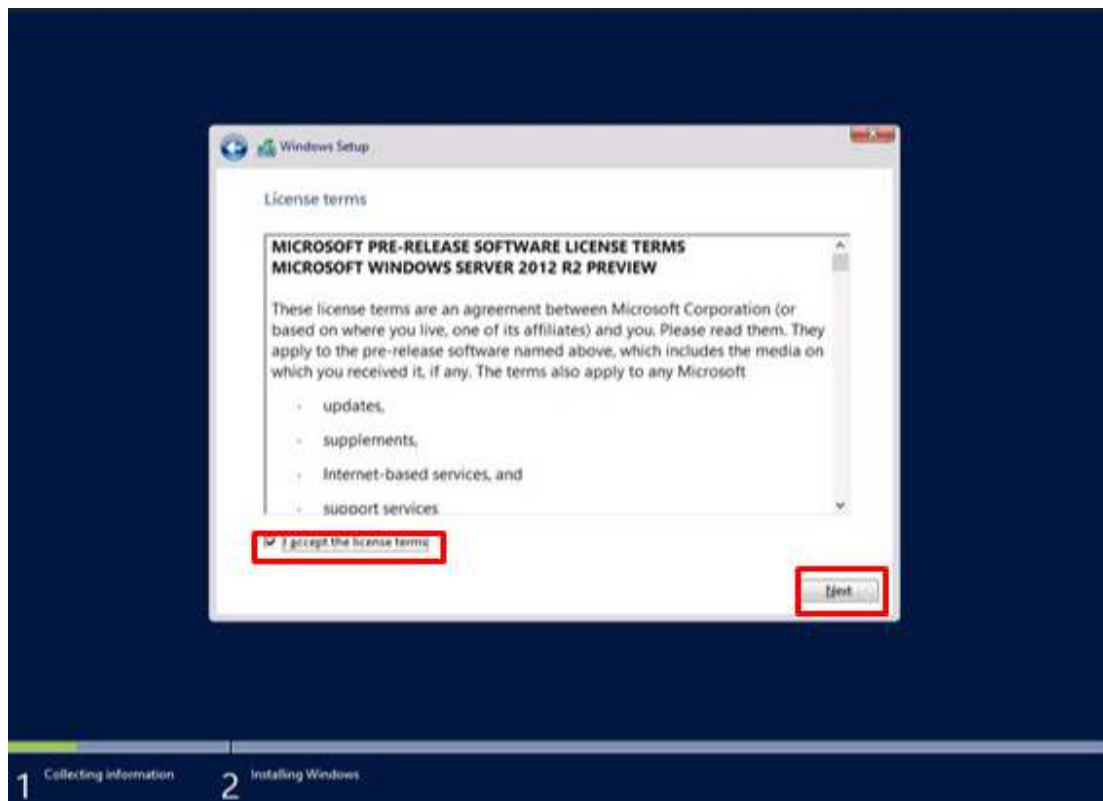 Windows Setup
License terms
MICROSOFT PRE-RELEASE SOFTWARE LICENSE TERMS
MICROSOFT WINDOWS SERVER 2012 R2 PREVIEW
These license terms are an agreement between Microsoft Corporation (or
based on where you live, one of its affiliates) and you. Please read them. They
apply to the pre-release software named above, which includes the media on
which you received it, if any. The terms also apply to any Microsoft
· updates,
· supplements,
· Internet-based services, and
· support services
I accept the license terms
Next
1 Collecting information
2 Installing Windows